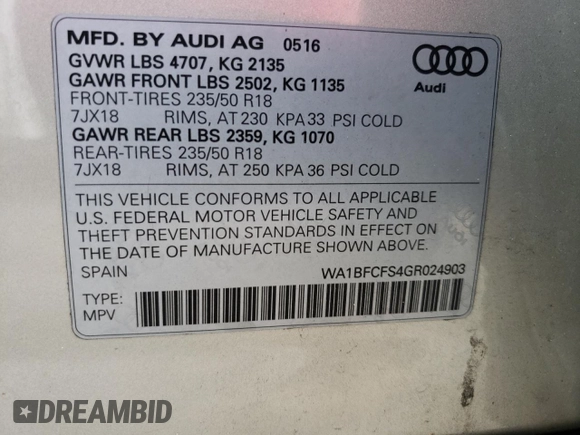 MFD. BY AUDI AG 0516
GVWR LBS 4707, KG 2135
GAWR FRONT LBS 2502, KG 1135
FRONT-TIRES 235/50 R18
7JX18 RIMS, AT 230 KPA 33 PSI COLD
GAWR REAR LBS 2359, KG 1070
REAR-TIRES 235/50 R18
7JX18 RIMS, AT 250 KPA 36 PSI COLD
Audi
THIS VEHICLE CONFORMS TO ALL APPLICABLE
U.S. FEDERAL MOTOR VEHICLE SAFETY AND
THEFT PREVENTION STANDARDS IN EFFECT ON
THE DATE OF MANUFACTURE SHOWN ABOVE.
SPAIN WA1BFCFS4GR024903
TYPE:
MPV
DREAMBID